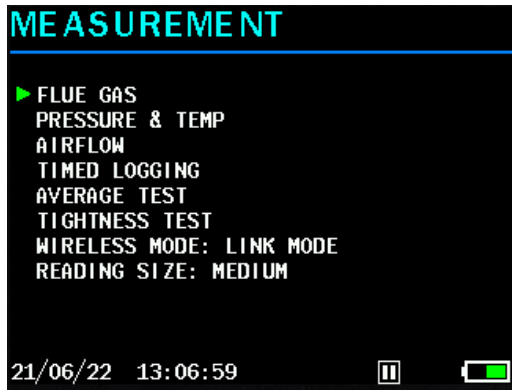 MEASUREMENT
FLUE GAS
PRESSURE & TEMP
AIRFLOW
TIMED LOGGING
AVERAGE TEST
TIGHTNESS TEST
WIRELESS MODE: LINK MODE
READING SIZE: MEDIUM
21/06/22 13:06:59